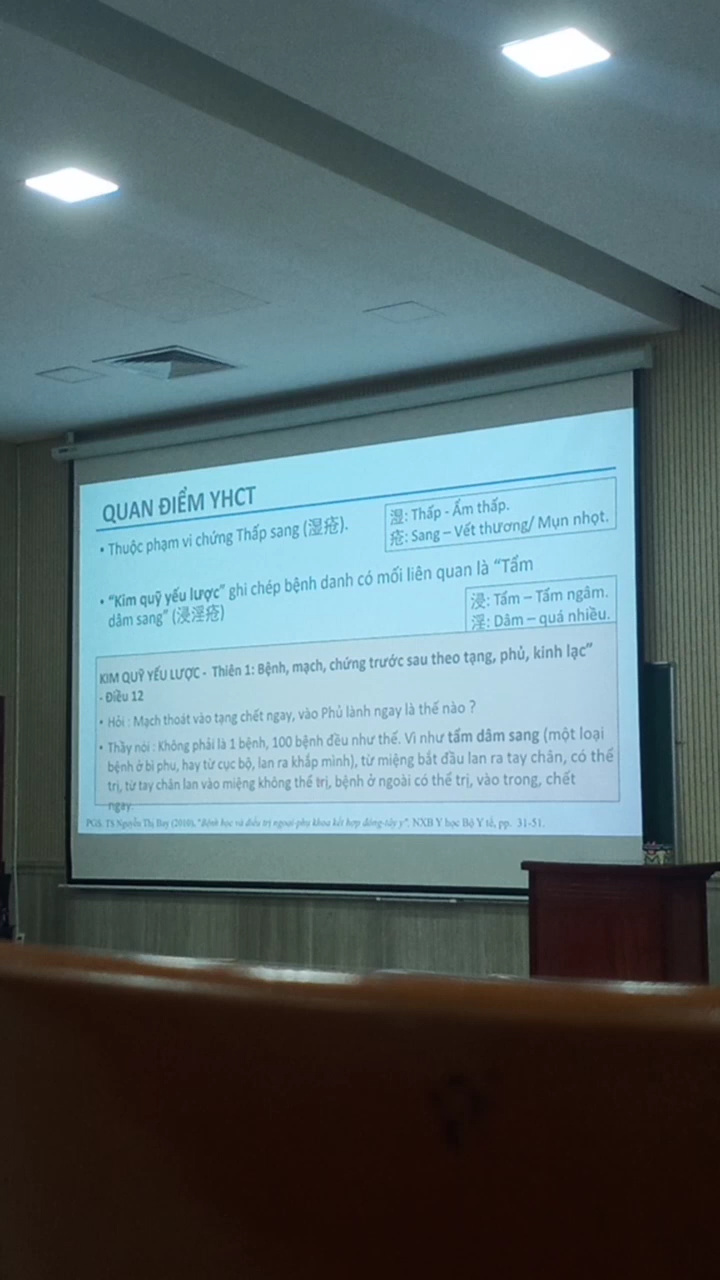 QUAN ĐIỂM YHCT
• Thuộc phạm vi chứng Thấp sang (湿疮).
湿: Thấp - Ẩm thấp.
疮: Sang – Vết thương/ Mụn nhọt.
• “Kim quỹ yếu lược” ghi chép bệnh danh có mối liên quan là “Tẩm
dâm sang” (浸淫疮)
浸: Tẩm – Tẩm ngâm.
淫: Dâm – quá nhiều.
KIM QUỸ YẾU LƯỢC - Thiên 1: Bệnh, mạch, chứng trước sau theo tạng, phủ, kinh lạc”
- Điều 12
• Hỏi : Mạch thoát vào tạng chết ngay, vào Phủ lành ngay là thế nào ?
• Thầy nói : Không phải là 1 bệnh, 100 bệnh đều như thế. Ví như tẩm dâm sang (một loại
bệnh ở bì phu, hay từ cục bộ, lan ra khắp mình), từ miệng bắt đầu lan ra tay chân, có thể
trị, từ tay chân lan vào miệng không thể trị, bệnh ở ngoài có thể trị, vào trong, chết
ngay.
PGS. TS Nguyễn Thị Bay (2010), "Bệnh học và điều trị ngoại-phụ khoa kết hợp đông-tây y". NXB Y học Bộ Y tế, pp. 31-51.